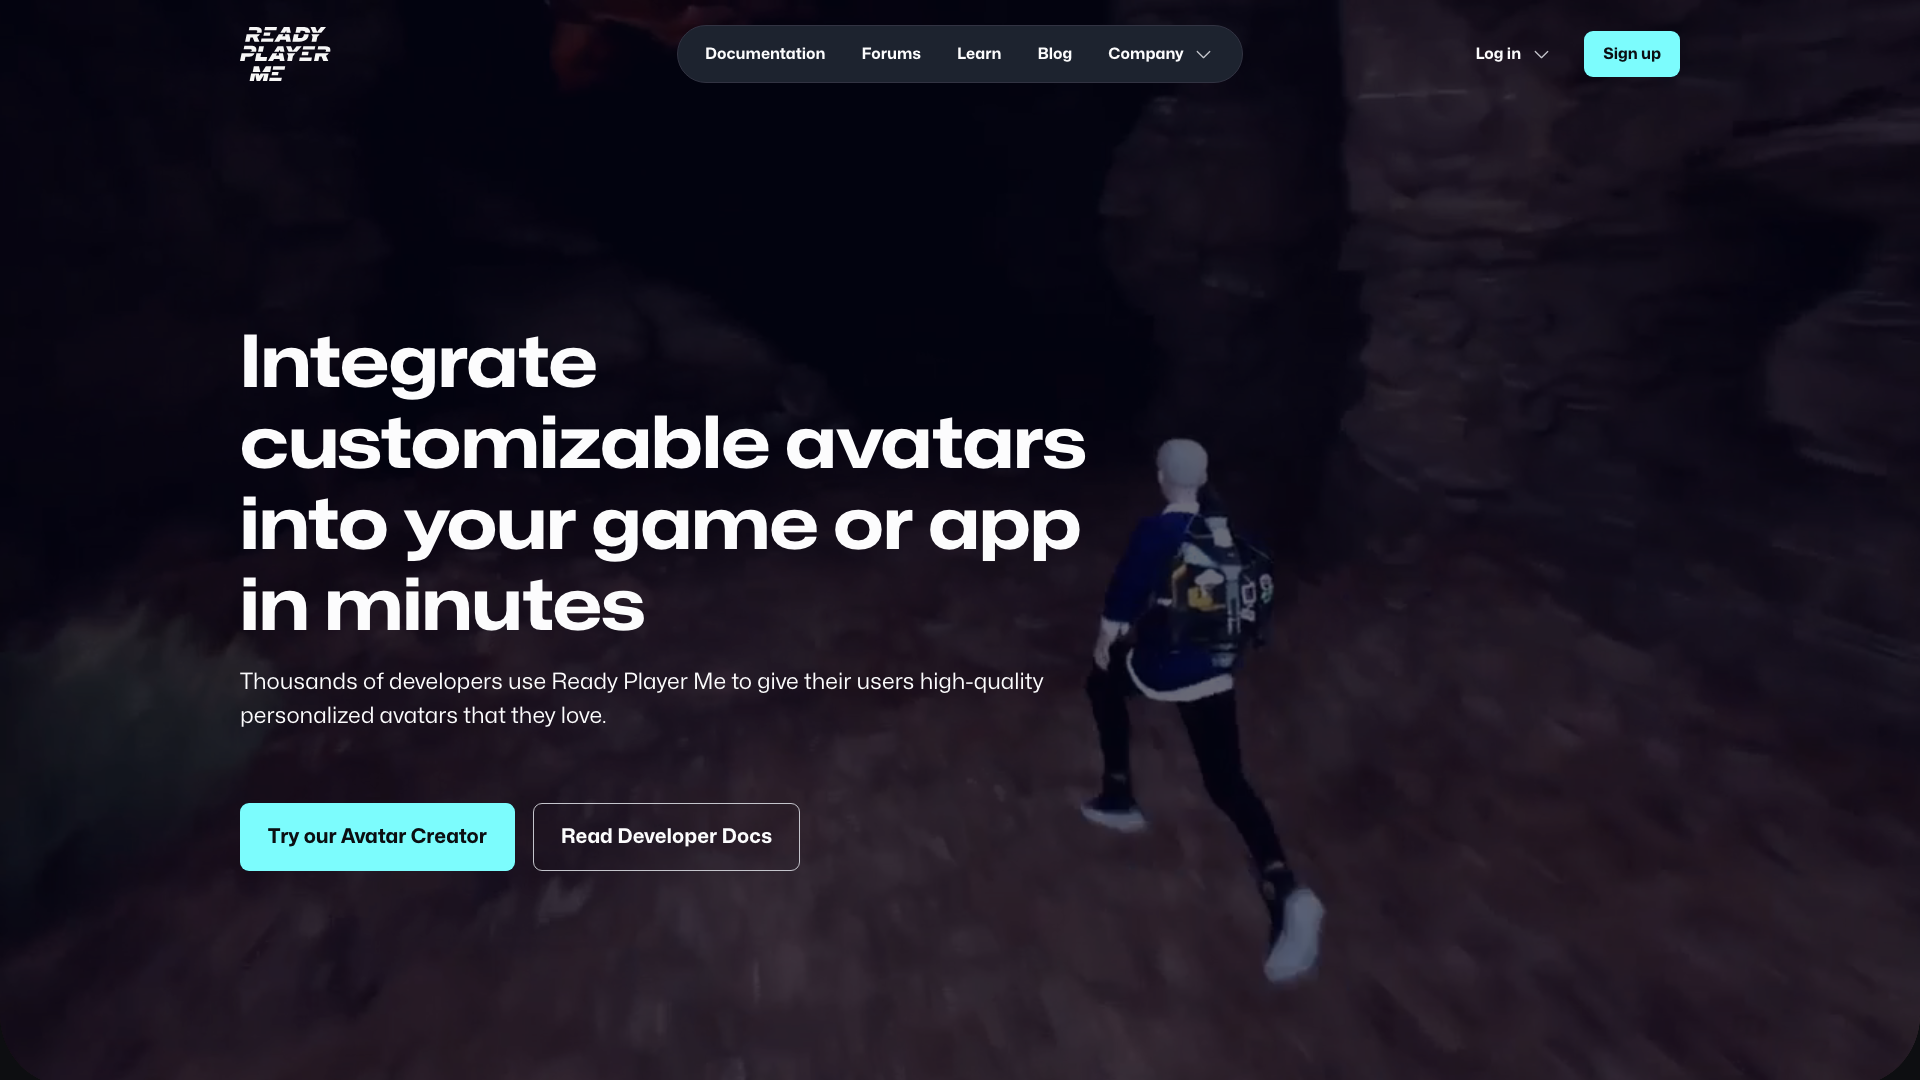 READY
PLAYER
ME
Documentation Forums Learn Blog Company
Log in
Sign up
Integrate
customizable avatars
into your game or app
in minutes
Thousands of developers use Ready Player Me to give their users high-quality
personalized avatars that they love.
Try our Avatar Creator
Read Developer Docs